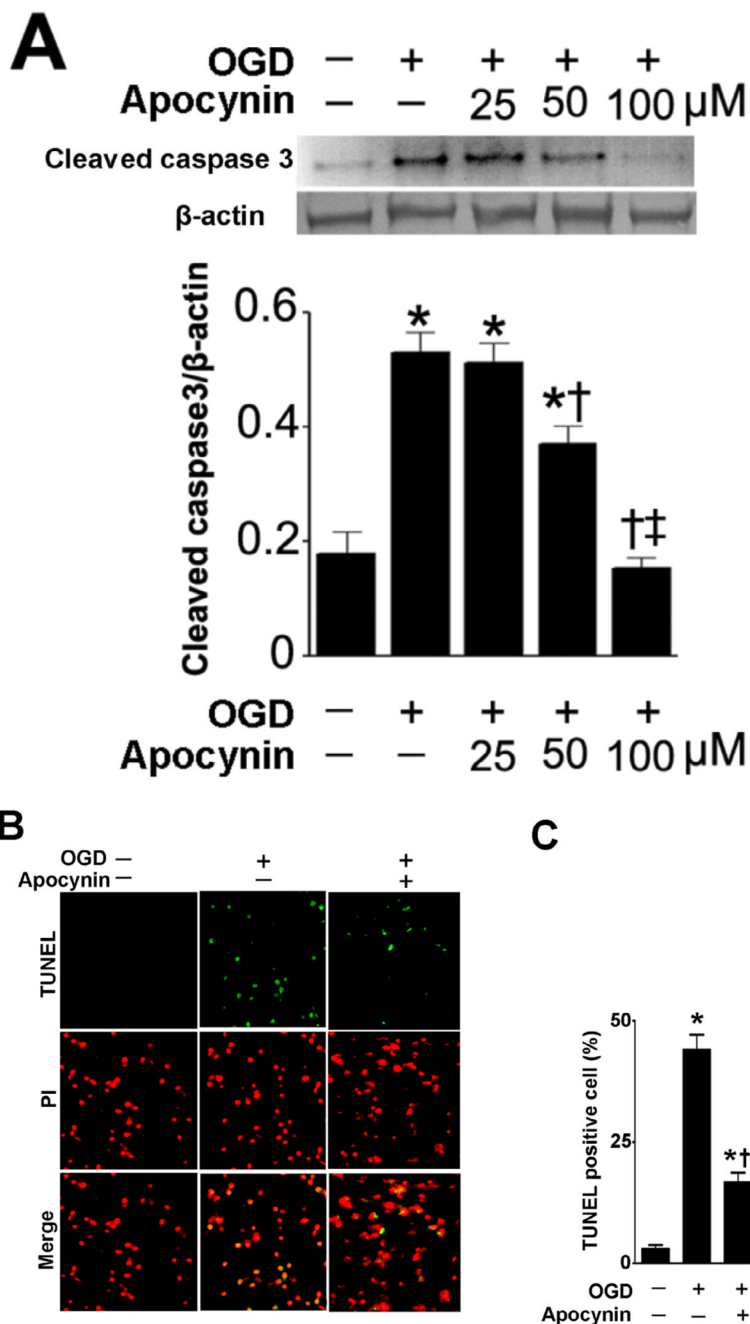 A
OGD − + + + +
Apocynin − − 25 50 100 μM
Cleaved caspase 3
β-actin
Cleaved caspase3/β-actin
0.6
0.4
0.2
0
*
*
*†
†‡
OGD − + + + +
Apocynin − − 25 50 100 μM
B
OGD − + +
Apocynin − − +
TUNEL
PI
Merge
C
TUNEL positive cell (%)
50
25
0
*
*†
OGD − + +
Apocynin − − +